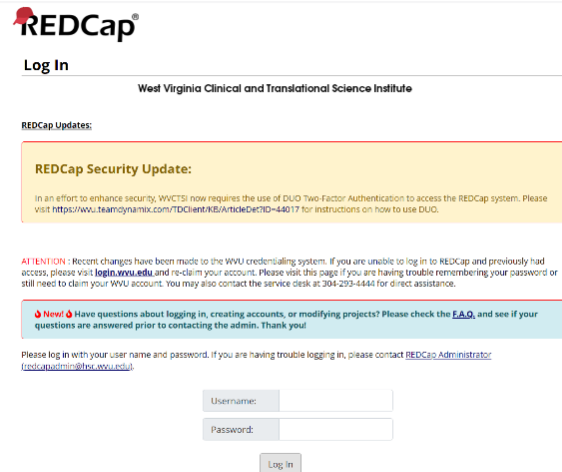 REDCap®
Log In
West Virginia Clinical and Translational Science Institute
REDCap Updates:
REDCap Security Update:
In an effort to enhance security, WVCTSI now requires the use of DUO Two-Factor Authentication to access the REDCap system. Please
visit https://wvu.teamdynamix.com/TDClient/KB/ArticleDet?ID=44017 for instructions on how to use DUO.
ATTENTION : Recent changes have been made to the WVU credentialing system. If you are unable to log in to REDCap and previously had
access, please visit login.wvu.edu and re-claim your account. Please visit this page if you are having trouble remembering your password or
still need to claim your WVU account. You may also contact the service desk at 304-293-4444 for direct assistance.
New! Have questions about logging in, creating accounts, or modifying projects? Please check the F.A.Q. and see if your
questions are answered prior to contacting the admin. Thank you!
Please log in with your user name and password. If you are having trouble logging in, please contact REDCap Administrator
(redcapadmin@hsc.wvu.edu).
Username:
Password:
Log In